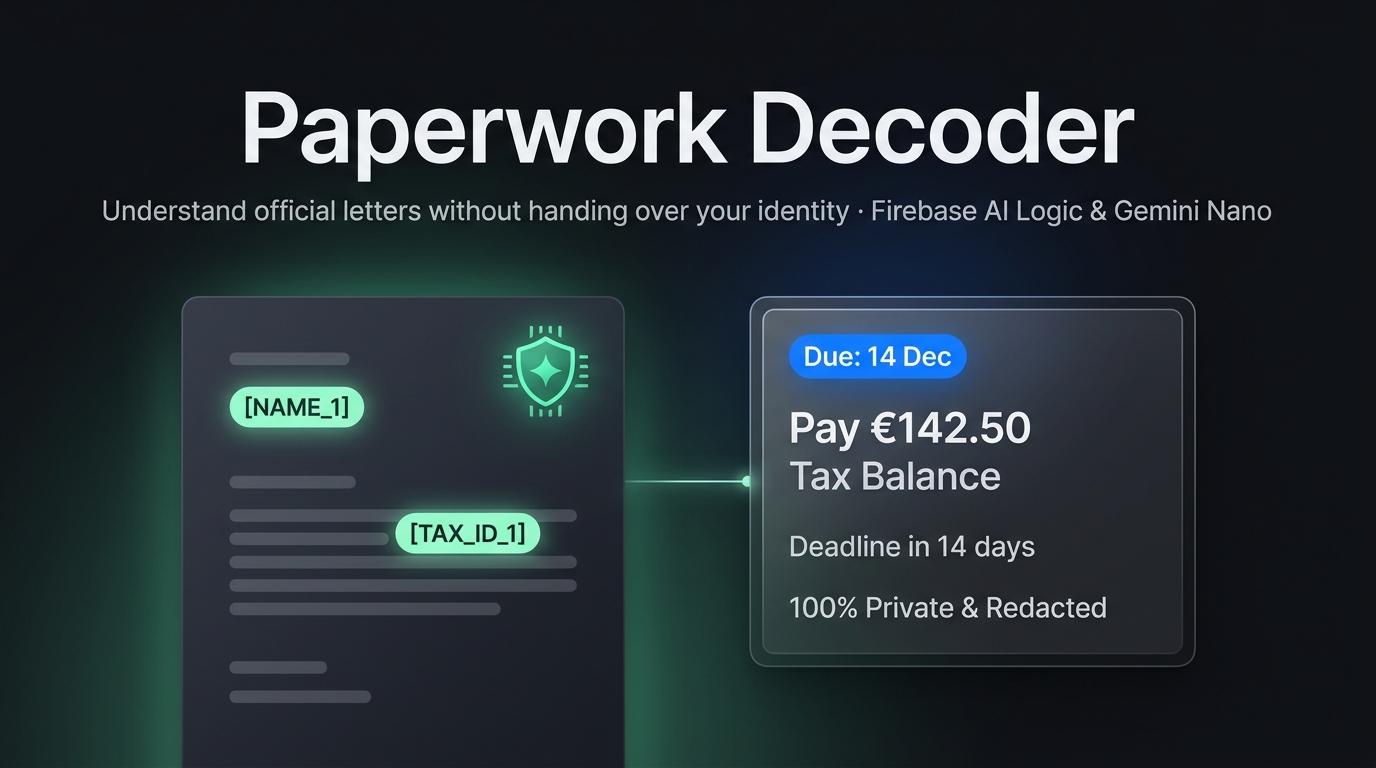 Paperwork Decoder
Understand official letters without handing over your identity · Firebase AI Logic & Gemini Nano
[NAME_1]
[TAX_ID_1]
Due: 14 Dec
Pay €142.50
Tax Balance
Deadline in 14 days
100% Private & Redacted